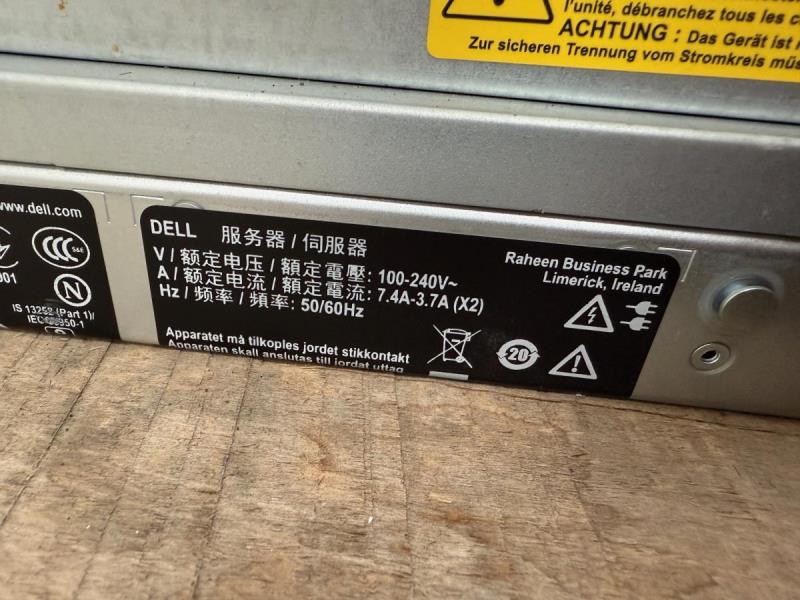 l'unité, débranchez tous les c
ACHTUNG : Das Gerät ist
Zur sicheren Trennung vom Stromkreis müs
www.dell.com
CCC S&E
N
IS 13252 (Part 1)/
DELL 服务器 / 伺服器
V / 额定电压 / 額定電壓: 100-240V~
A / 额定电流 / 額定電流: 7.4A-3.7A (X2)
Hz / 频率 / 頻率: 50/60Hz
Raheen Business Park
Limerick, Ireland
20
Apparatet må tilkoples jordet stikkontakt
Apparaten skall anslutas till jordat uttag